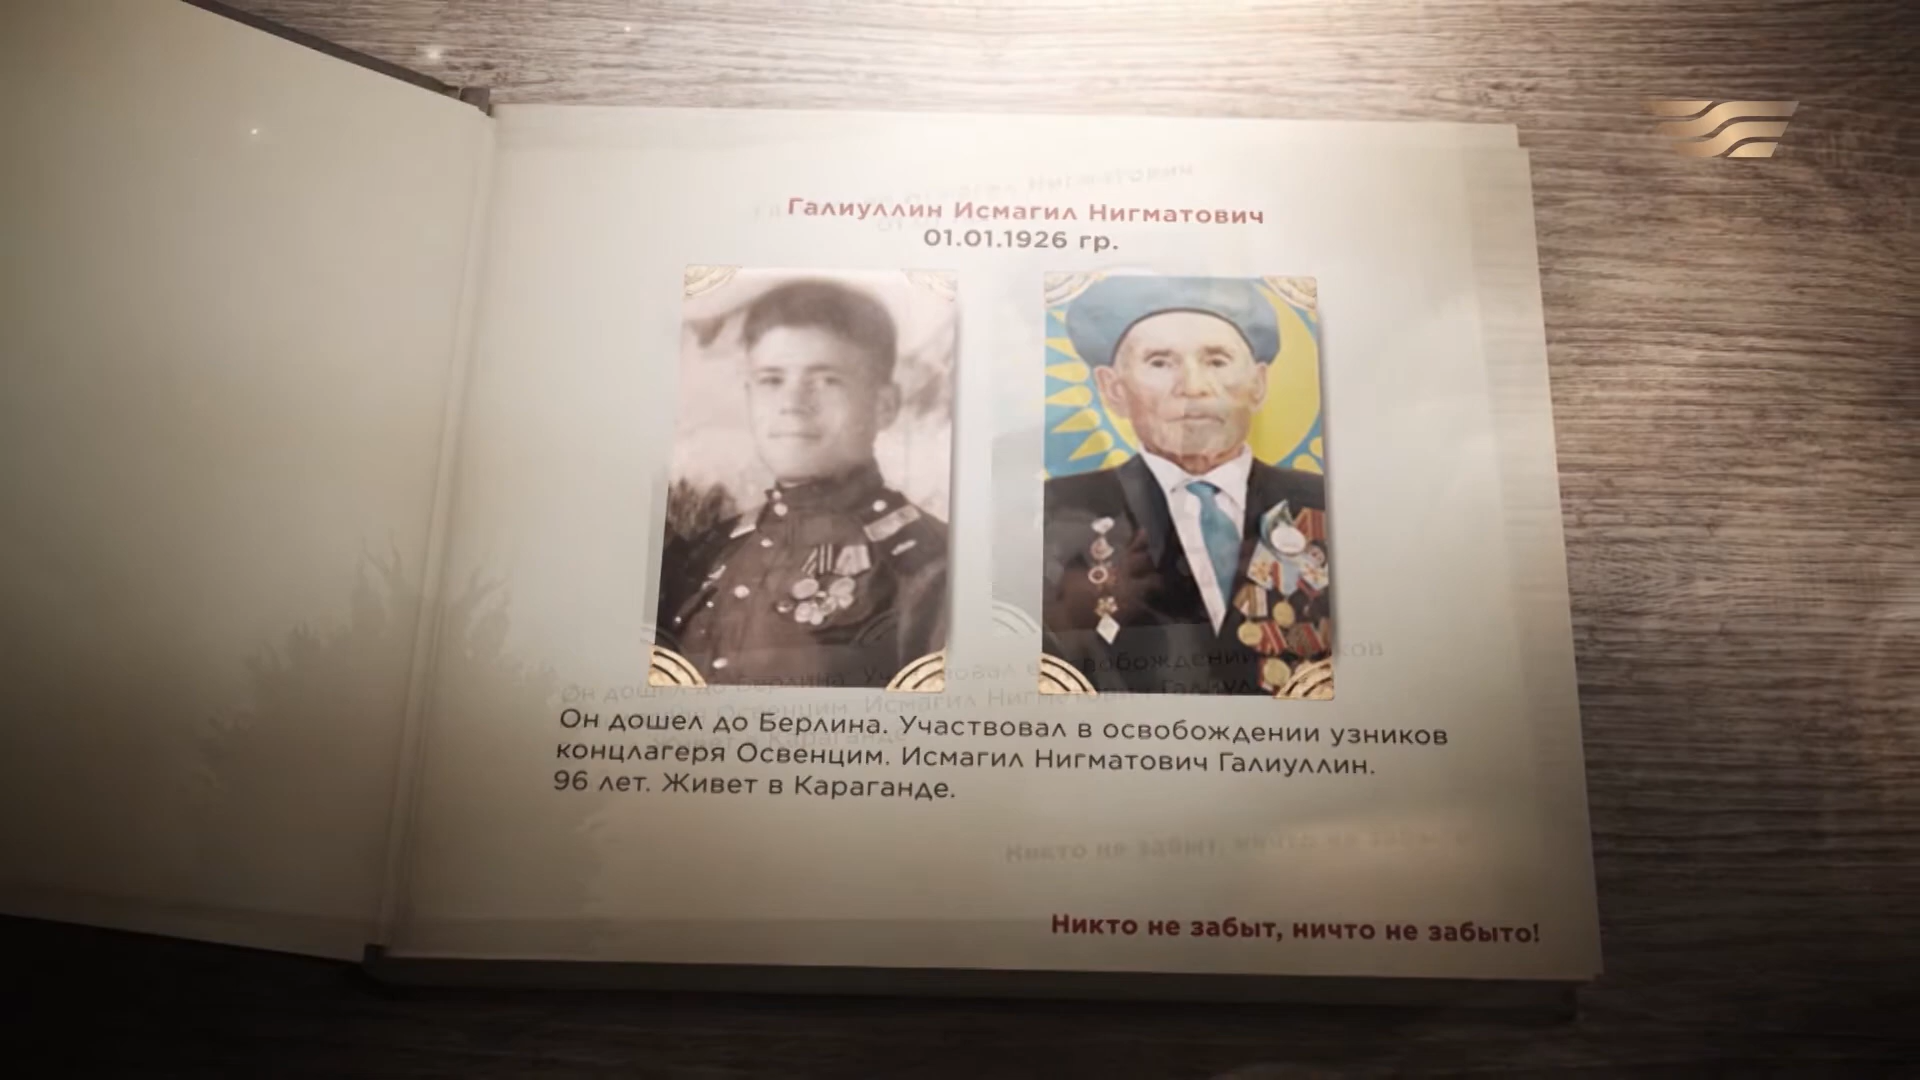 Галиуллин Исмагил Нигматович
01.01.1926 гр.
Он дошел до Берлина. Участвовал в освобождении узников
концлагеря Освенцим. Исмагил Нигматович Галиуллин.
96 лет. Живет в Караганде.
Никто не забыт, ничто не забыто!